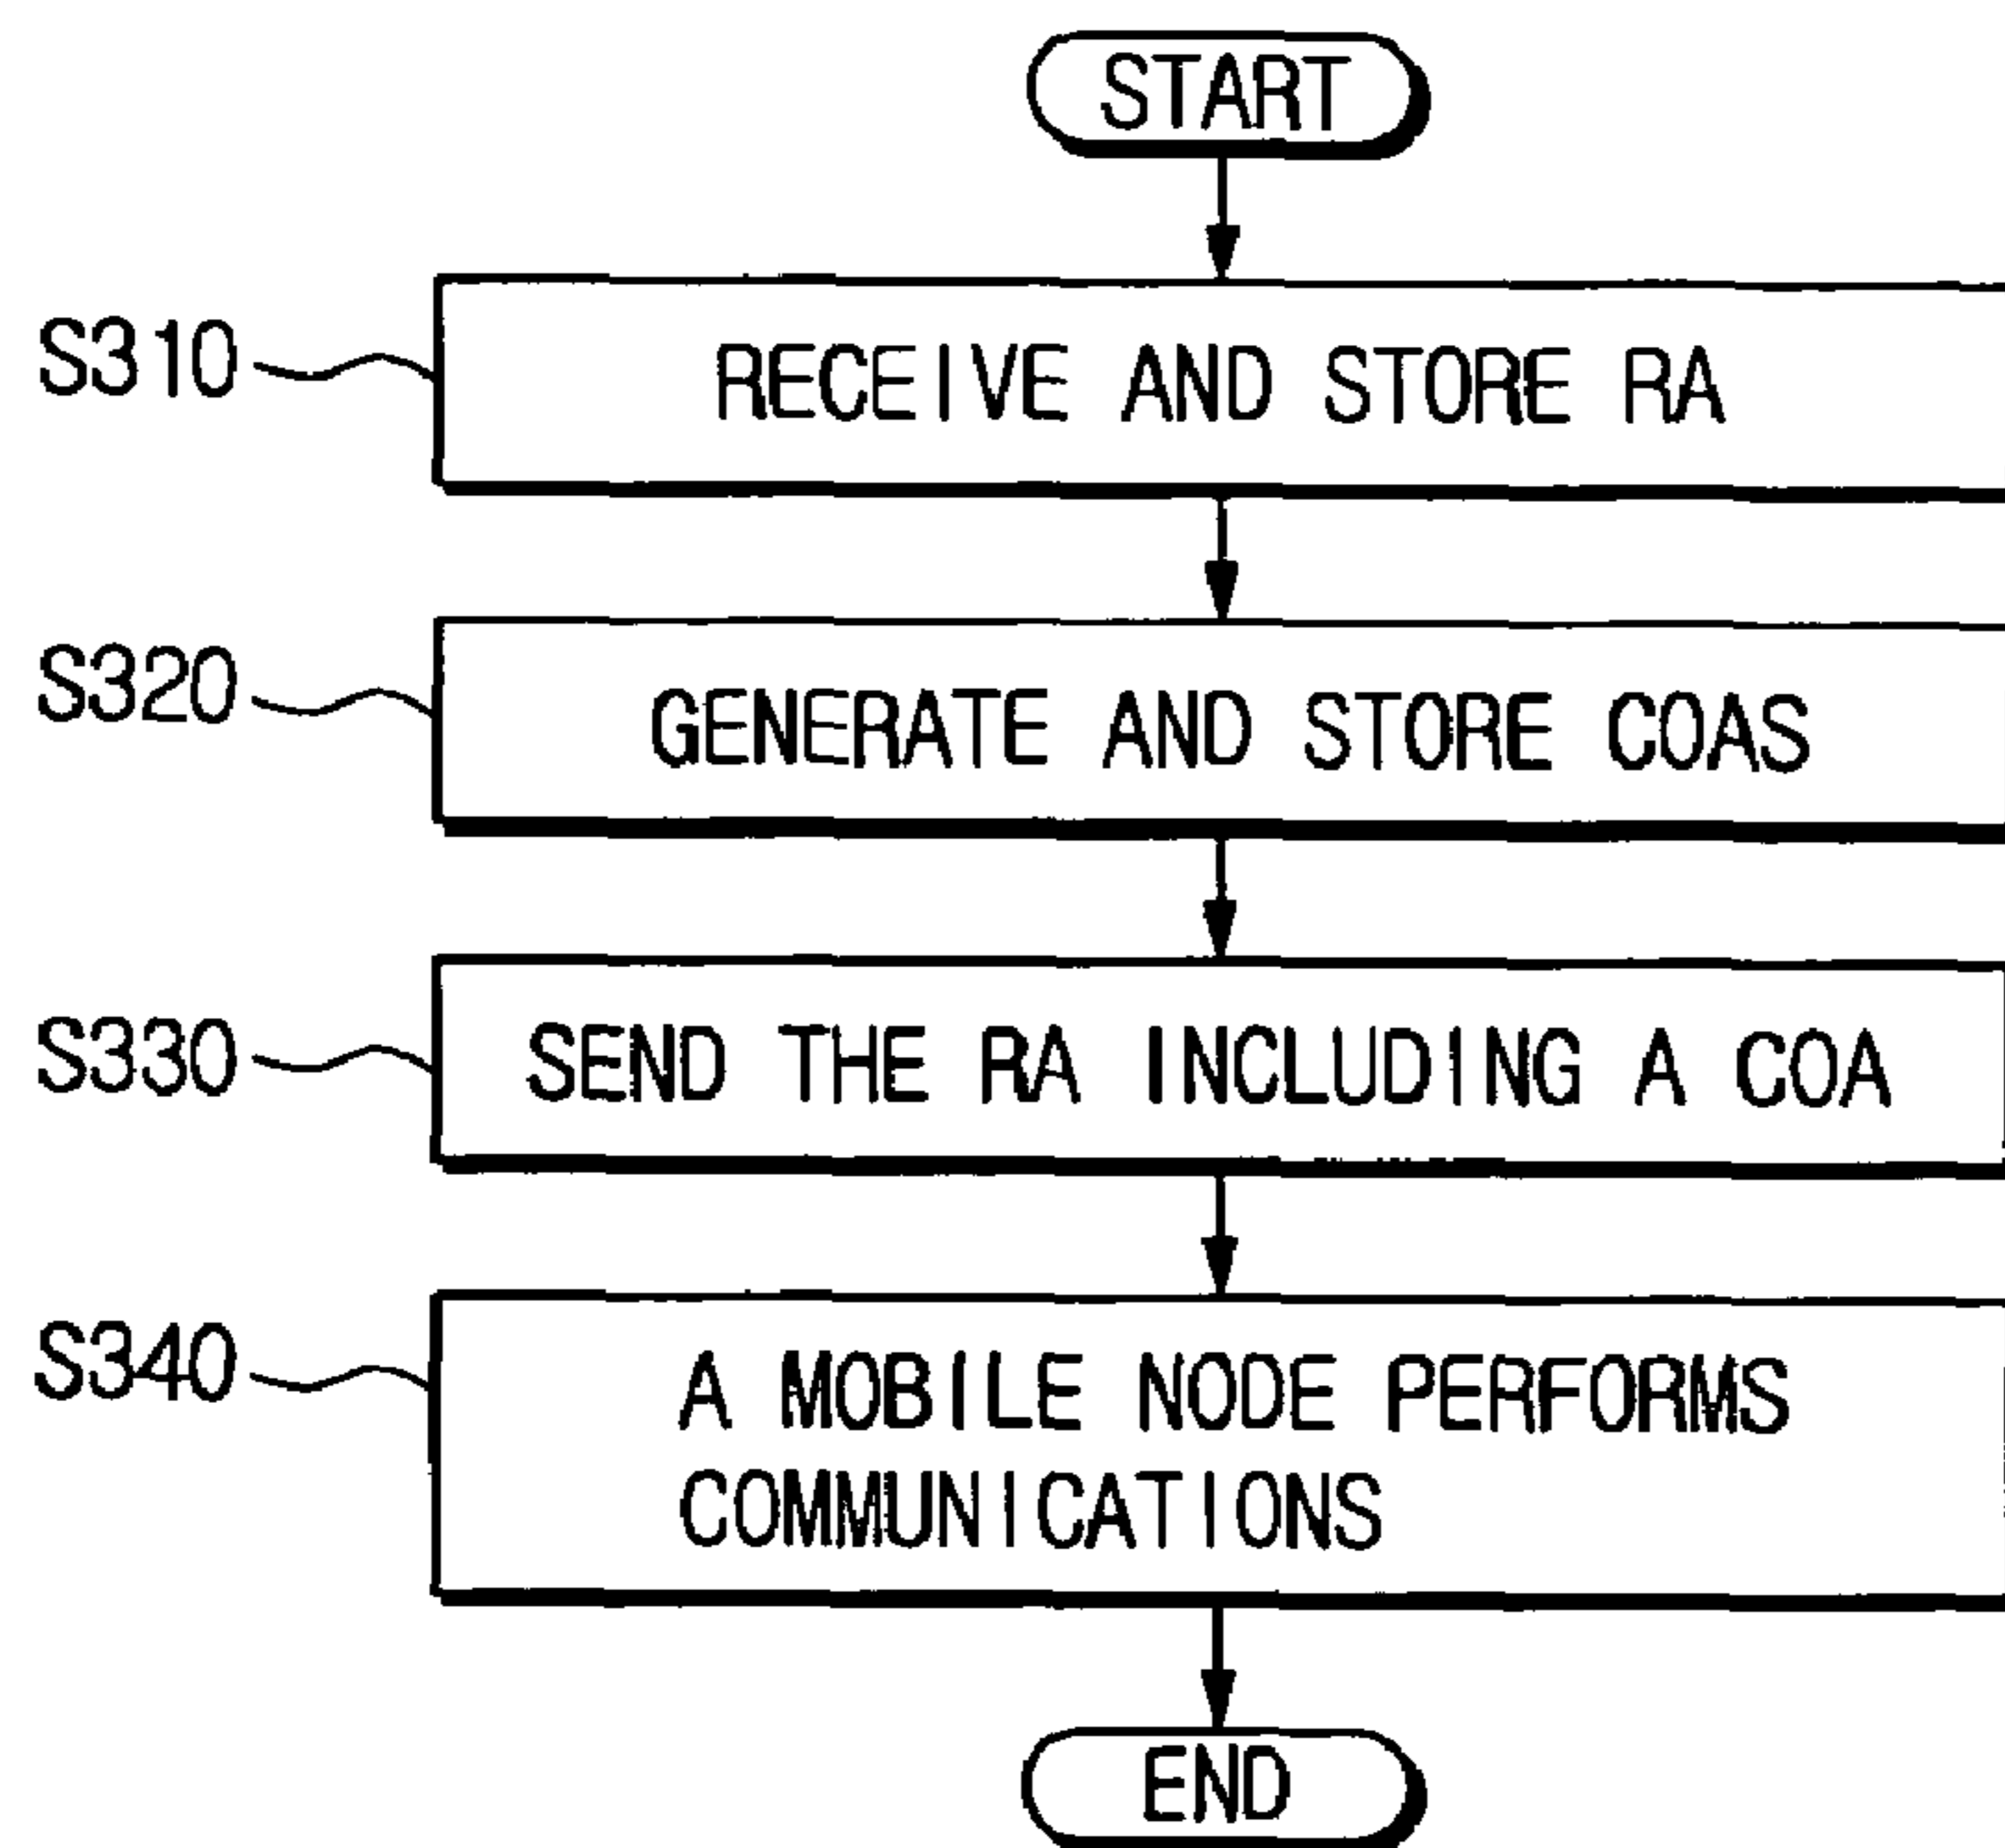 START
S310
RECEIVE AND STORE RA
S320
GENERATE AND STORE COAS
S330
SEND THE RA INCLUDING A COA
S340
A MOBILE NODE PERFORMS
COMMUNICATIONS
END